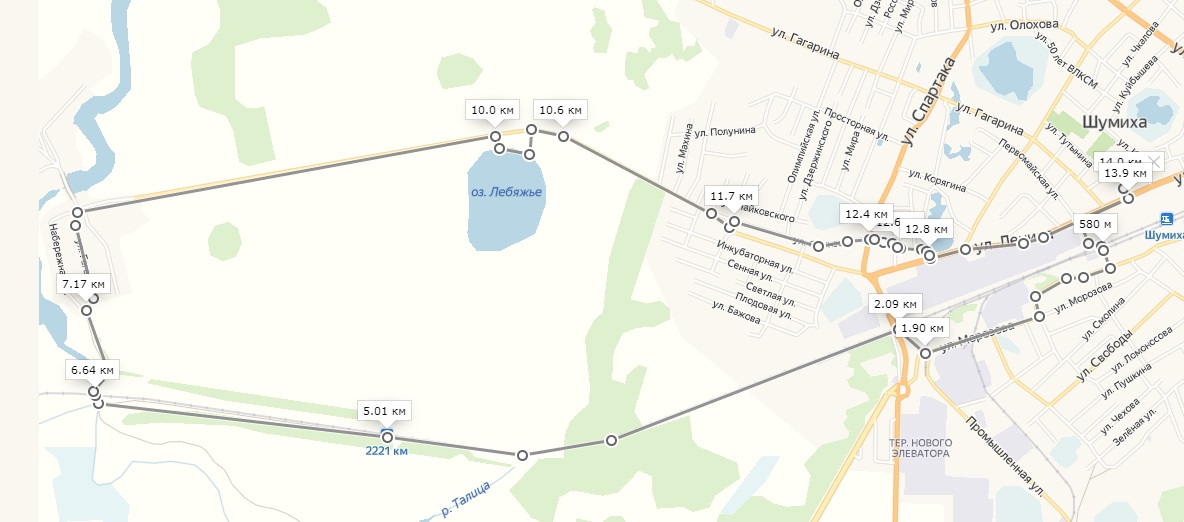 ул. Олохова
ул. Гагарина
ул. 50 лет ВЛКСМ
ул. Чкалова
ул. Куйбышева
ул. Спартака
ул. Гагарина
Шумиха
10.0 км
10.6 км
Просторная ул.
ул. Полунина
ул. Махина
Олимпийская ул.
ул. Дзержинского
ул. Мира
ул. Тутынина
Первомайская ул.
ул. Корягина
14.0 км
13.9 км
оз. Лебяжье
11.7 км
12.4 км
12.8 км
580 м
Шумиха
Инкубаторная ул.
Сенная ул.
Светлая ул.
Плодовая ул.
ул. Бажова
7.17 км
2.09 км
1.90 км
ул. Морозова
ул. Морозова
ул. Смолина
ул. Свободы
ул. Ломоносова
ул. Пушкина
ул. Чехова
Зелёная ул.
6.64 км
5.01 км
2221 км
р. Талица
ТЕР. НОВОГО
ЭЛЕВАТОРА
Промышленная ул.